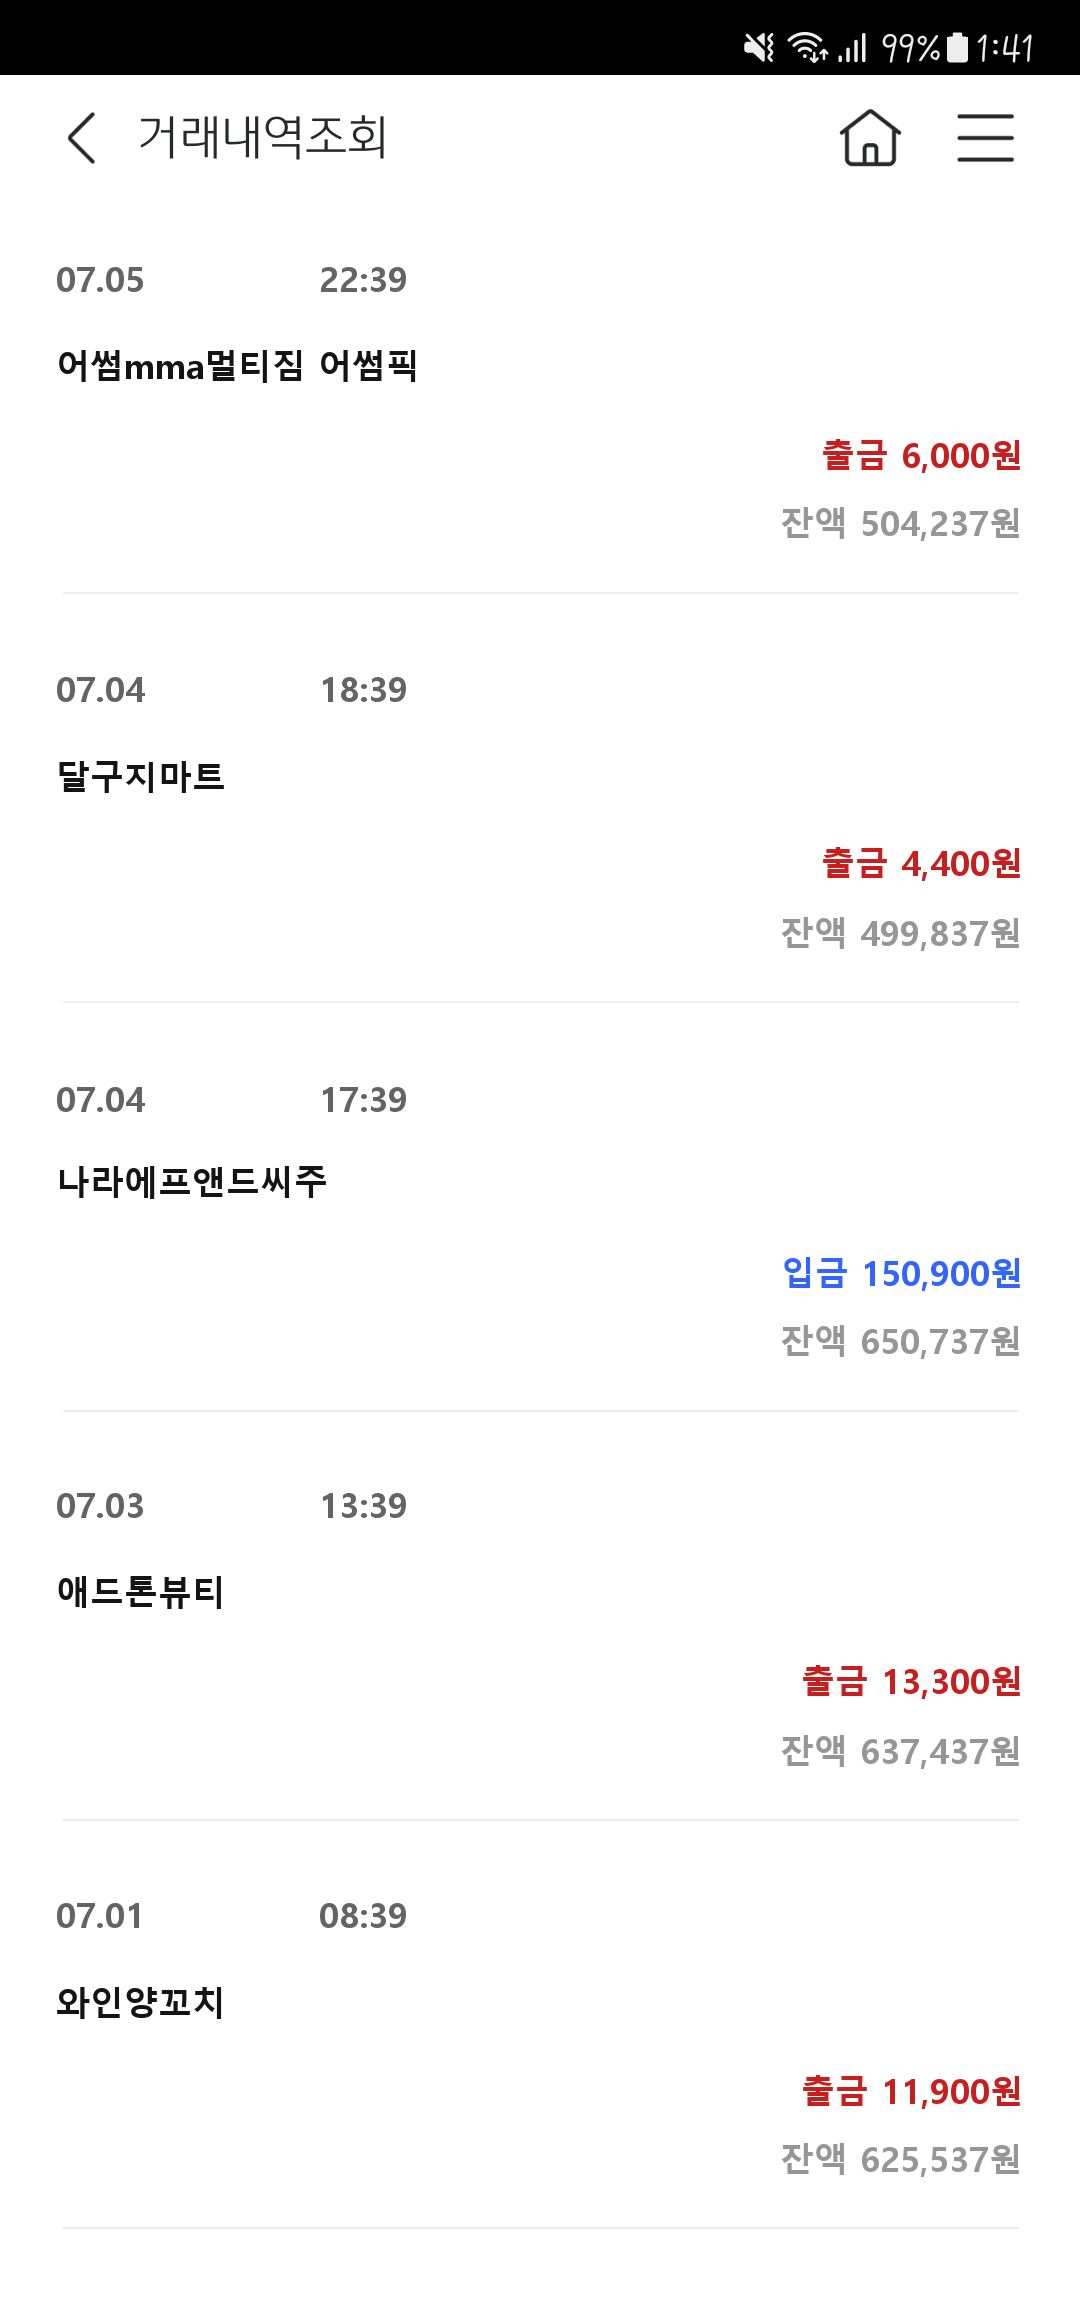 99% 1:41
거래내역조회
07.05 22:39
어썸mma멀티짐 어썸픽
출금 6,000원
잔액 504,237원
07.04 18:39
달구지마트
출금 4,400원
잔액 499,837원
07.04 17:39
나라에프앤드씨주
입금 150,900원
잔액 650,737원
07.03 13:39
애드톤뷰티
출금 13,300원
잔액 637,437원
07.01 08:39
와인양꼬치
출금 11,900원
잔액 625,537원